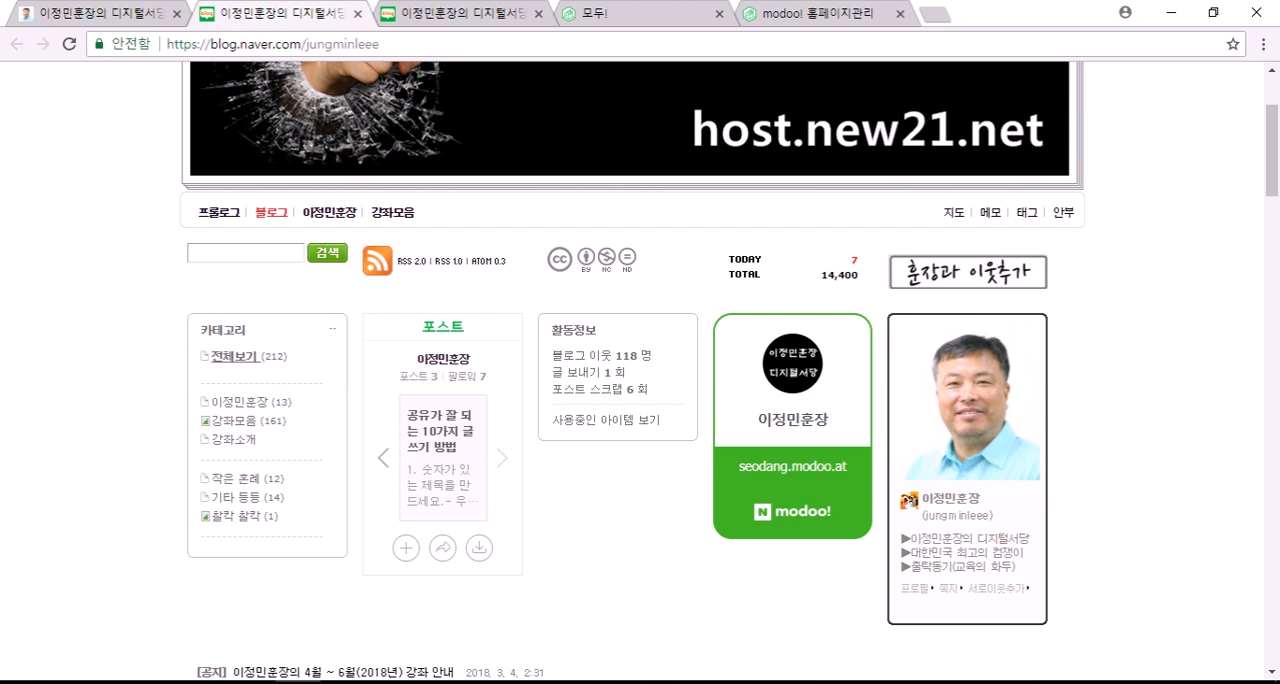 이정민훈장의 디지털서당
이정민훈장의 디지털서당
이정민훈장의 디지털서당
모두!
modoo! 홈페이지관리
안전함
https://blog.naver.com/jungminleee
host.new21.net
프롤로그
블로그
이정민훈장
강좌모음
지도
메모
태그
안부
검색
RSS 2.0 | RSS 1.0 | ATOM 0.3
cc
BY NC ND
TODAY 7
TOTAL 14,400
훈장과 이웃추가
카테고리
전체보기 (212)
이정민훈장 (13)
강좌모음 (161)
강좌소개
작은 혼례 (12)
기타 등등 (14)
찰칵 찰칵 (1)
포스트
이정민훈장
포스트 3 | 팔로워 7
공유가 잘 되
는 10가지 글
쓰기 방법
1. 숫자가 있
는 제목을 만
드세요.- 우…
활동정보
블로그 이웃 118 명
글 보내기 1 회
포스트 스크랩 6 회
사용중인 아이템 보기
이정민훈장
디지털서당
이정민훈장
seodang.modoo.at
N modoo!
이정민훈장
(jungminleee)
▶이정민훈장의 디지털서당
▶대한민국 최고의 컴쟁이
▶줄탁동기(교육의 화두)
프로필▶ 쪽지▶ 서로이웃추가▶
[공지] 이정민훈장의 4월 ~ 6월(2018년) 강좌 안내 2018. 3. 4. 2:31